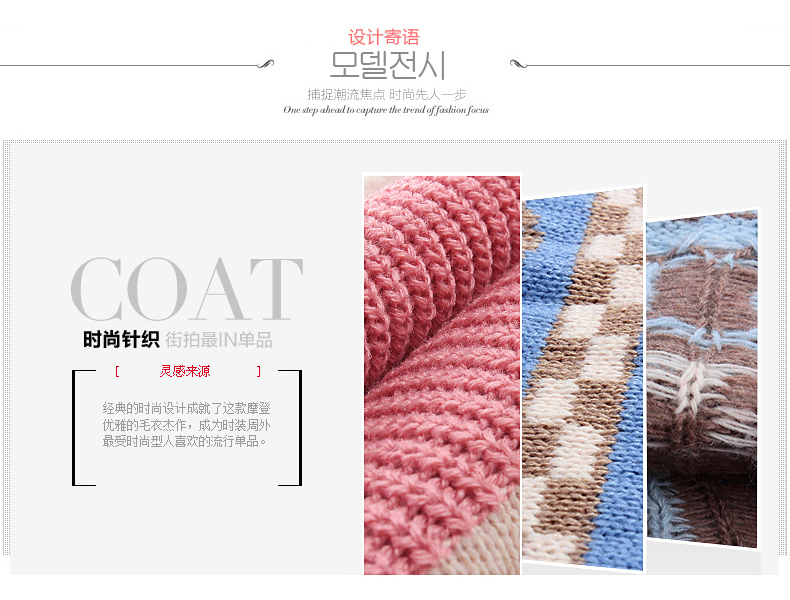 设计寄语
모델전시
捕捉潮流焦点 时尚先人一步
One step ahead to capture the trend of fashion focus
COAT
时尚针织 街拍最IN单品
[ 灵感来源 ]
经典的时尚设计成就了这款摩登
优雅的毛衣杰作，成为时装周外
最受时尚型人喜欢的流行单品。